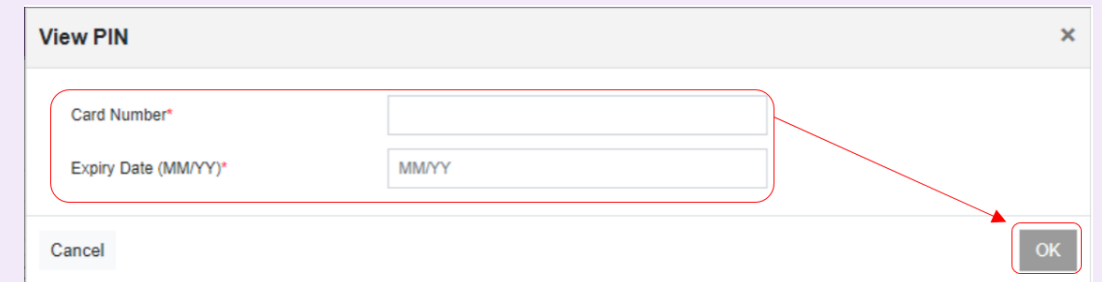 View PIN ×
Card Number*
Expiry Date (MM/YY)* MM/YY
Cancel OK